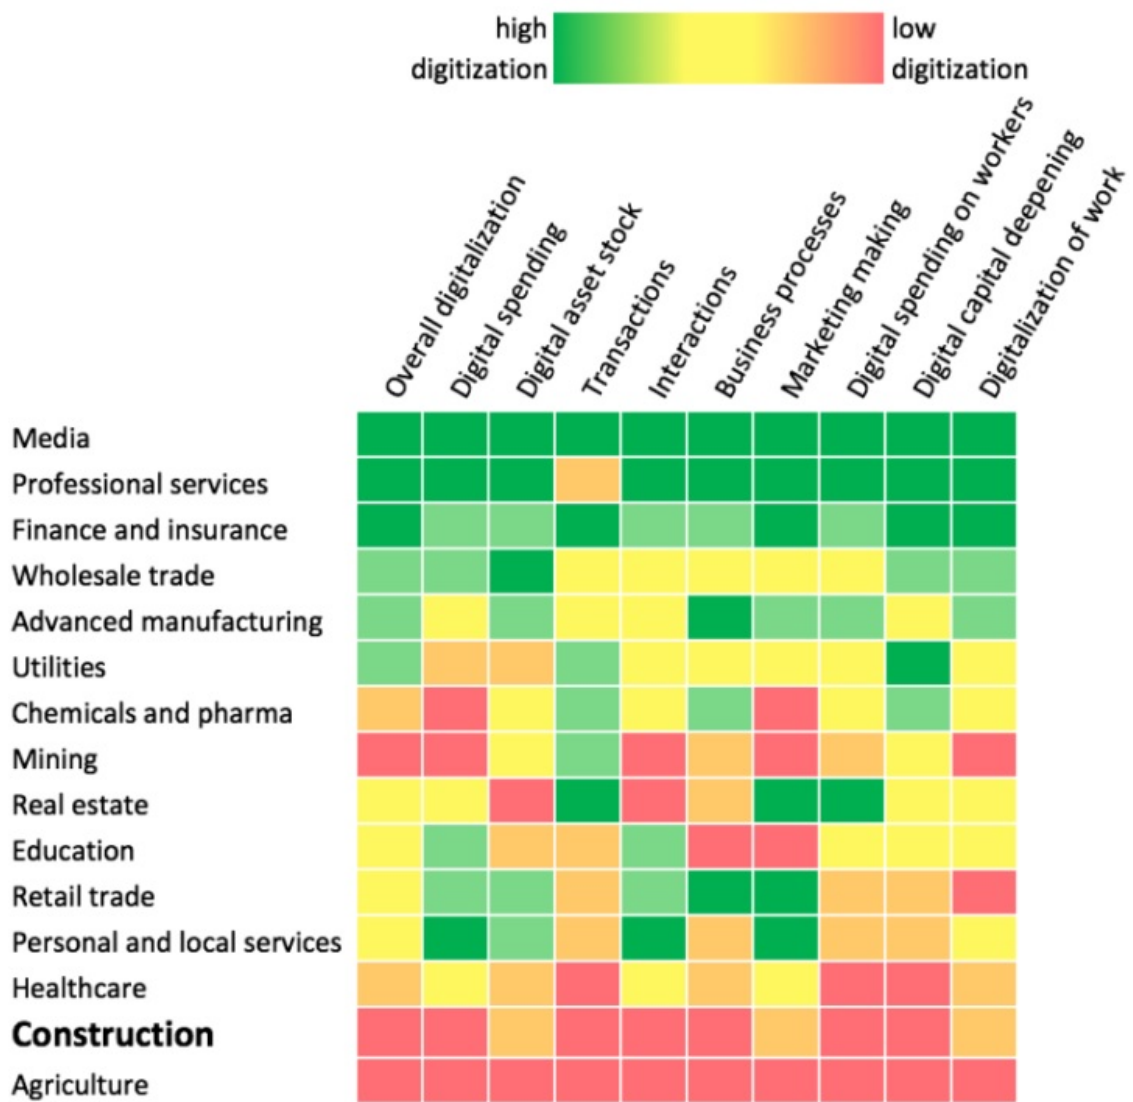 high
digitization
low
digitization
Overall digitalization
Digital spending
Digital asset stock
Transactions
Interactions
Business processes
Marketing making
Digital spending on workers
Digital capital deepening
Digitalization of work
Media
Professional services
Finance and insurance
Wholesale trade
Advanced manufacturing
Utilities
Chemicals and pharma
Mining
Real estate
Education
Retail trade
Personal and local services
Healthcare
Construction
Agriculture